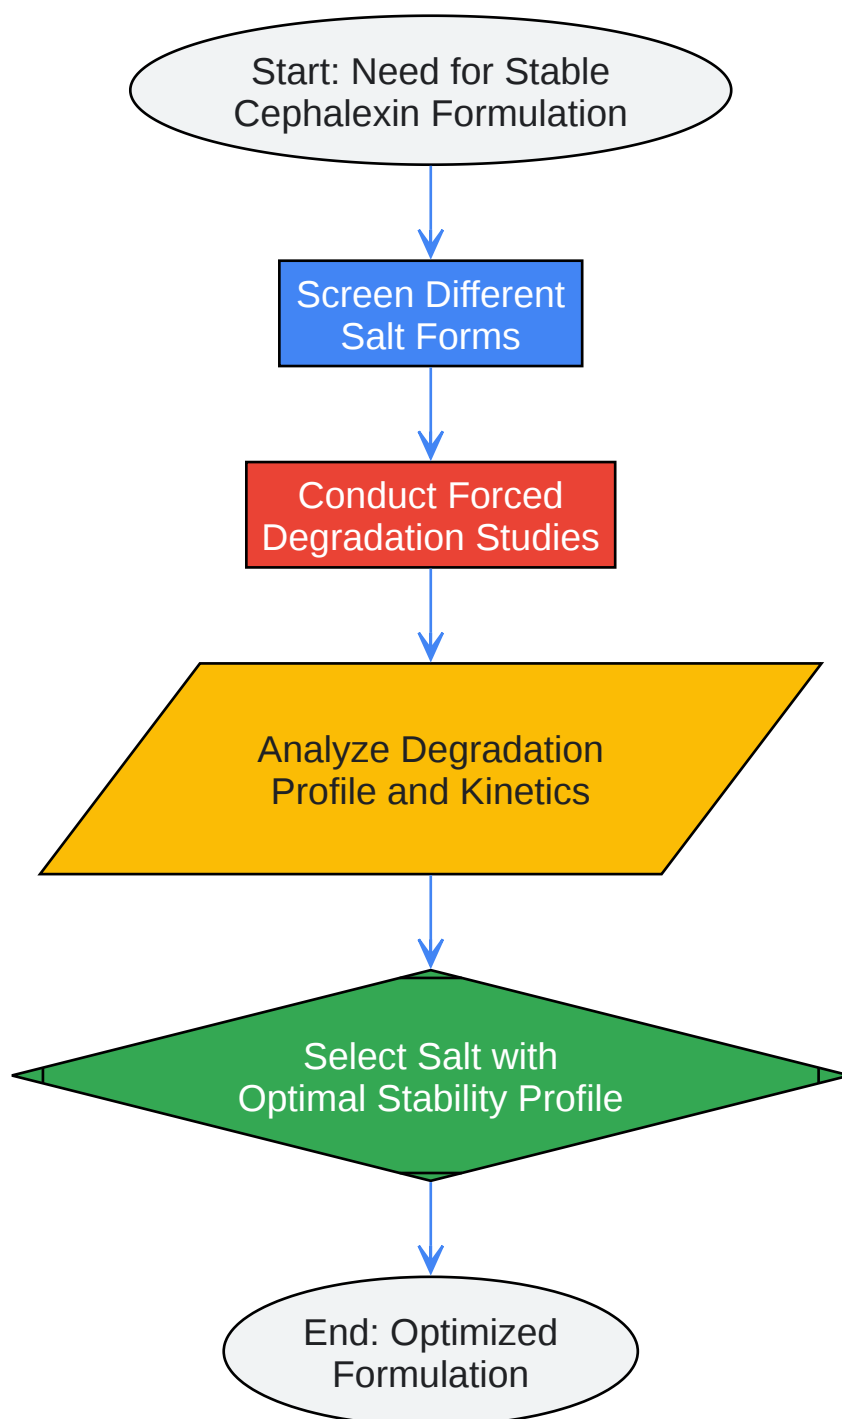 Start: Need for Stable
Cephalexin Formulation
Screen Different
Salt Forms
Conduct Forced
Degradation Studies
Analyze Degradation
Profile and Kinetics
Select Salt with
Optimal Stability Profile
End: Optimized
Formulation